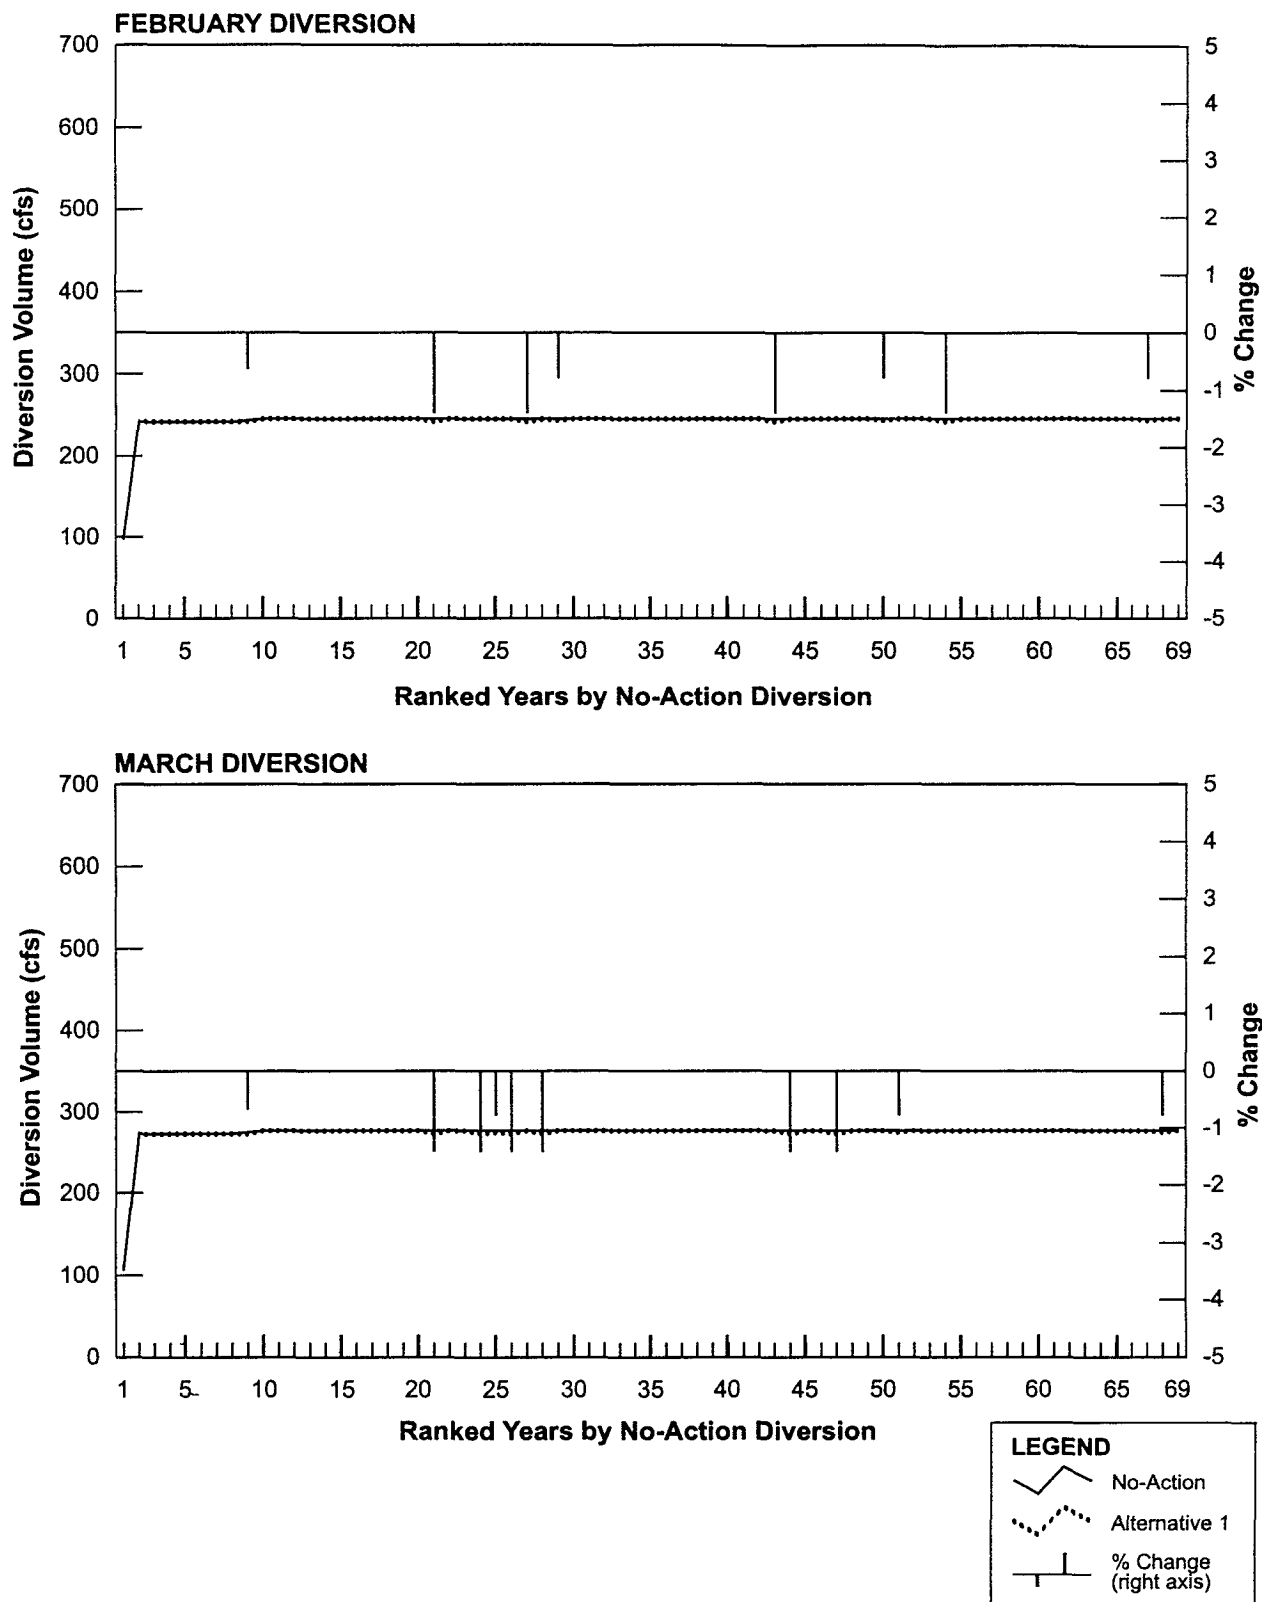 FEBRUARY DIVERSION
700
600
500
400
300
200
100
0
Diversion Volume (cfs)
5
4
3
2
1
0
-1
-2
-3
-4
-5
% Change
1 5 10 15 20 25 30 35 40 45 50 55 60 65 69
Ranked Years by No-Action Diversion
MARCH DIVERSION
700
600
500
400
300
200
100
0
Diversion Volume (cfs)
5
4
3
2
1
0
-1
-2
-3
-4
-5
% Change
1 5 10 15 20 25 30 35 40 45 50 55 60 65 69
Ranked Years by No-Action Diversion
LEGEND
No-Action
Alternative 1
% Change
(right axis)